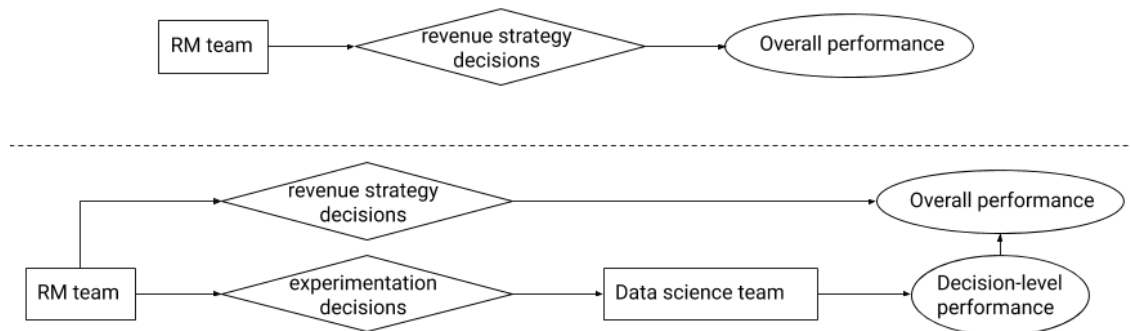 RM team
revenue strategy
decisions
Overall performance
revenue strategy
decisions
Overall performance
RM team
experimentation
decisions
Data science team
Decision-level
performance